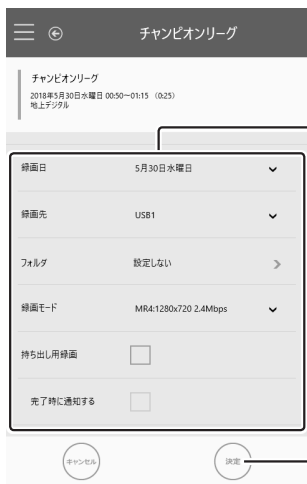 チャンピオンリーグ
チャンピオンリーグ
2018年5月30日水曜日 00:50～01:15 (0:25)
地上デジタル
録画日 5月30日水曜日
録画先 USB1
フォルダ 設定しない
録画モード MR4:1280x720 2.4Mbps
持ち出し用録画
完了時に通知する
キャンセル 決定